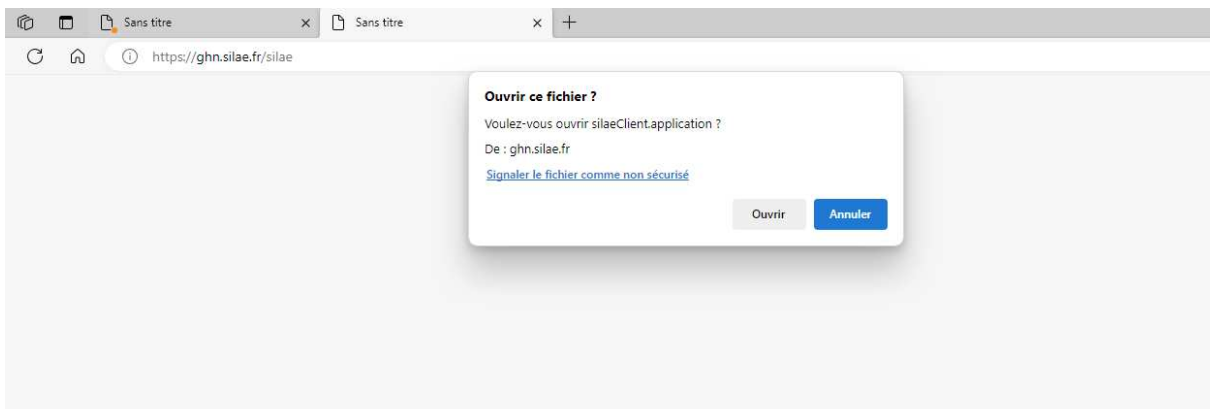 Sans titre
Sans titre
https://ghn.silae.fr/silae
Ouvrir ce fichier ?
Voulez-vous ouvrir silaeClient.application ?
De : ghn.silae.fr
Signaler le fichier comme non sécurisé
Ouvrir
Annuler